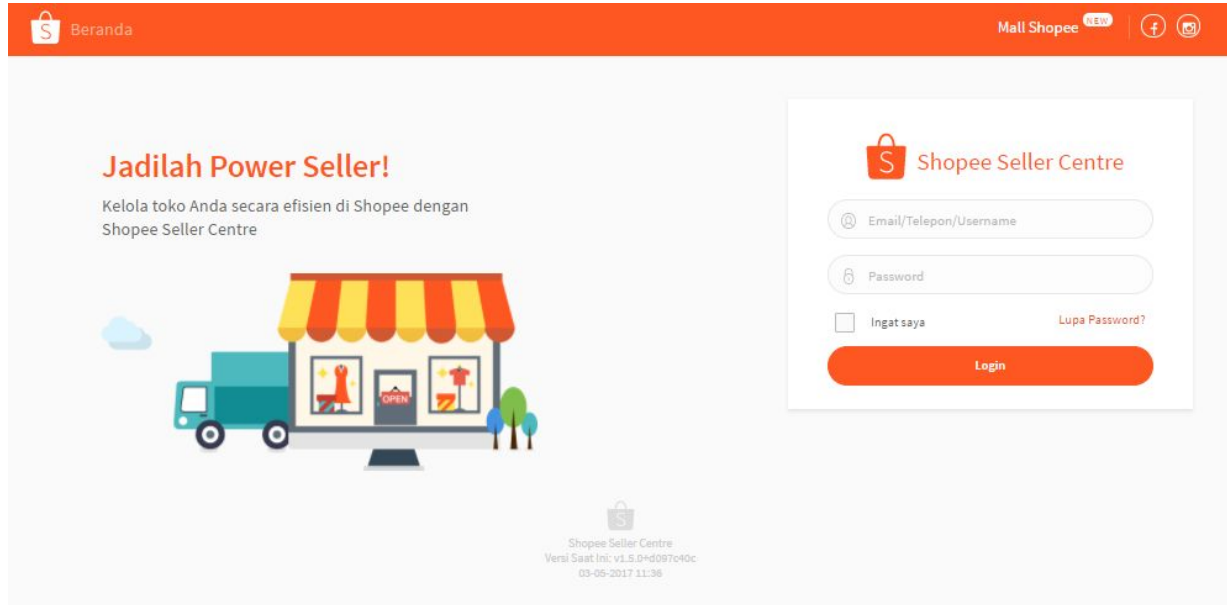 Beranda
Mall Shopee NEW
Jadilah Power Seller!
Kelola toko Anda secara efisien di Shopee dengan
Shopee Seller Centre
OPEN
Shopee Seller Centre
Email/Telepon/Username
Password
Ingat saya
Lupa Password?
Login
Shopee Seller Centre
Versi Saat Ini: v1.5.0+d097c40c
03-05-2017 11:36